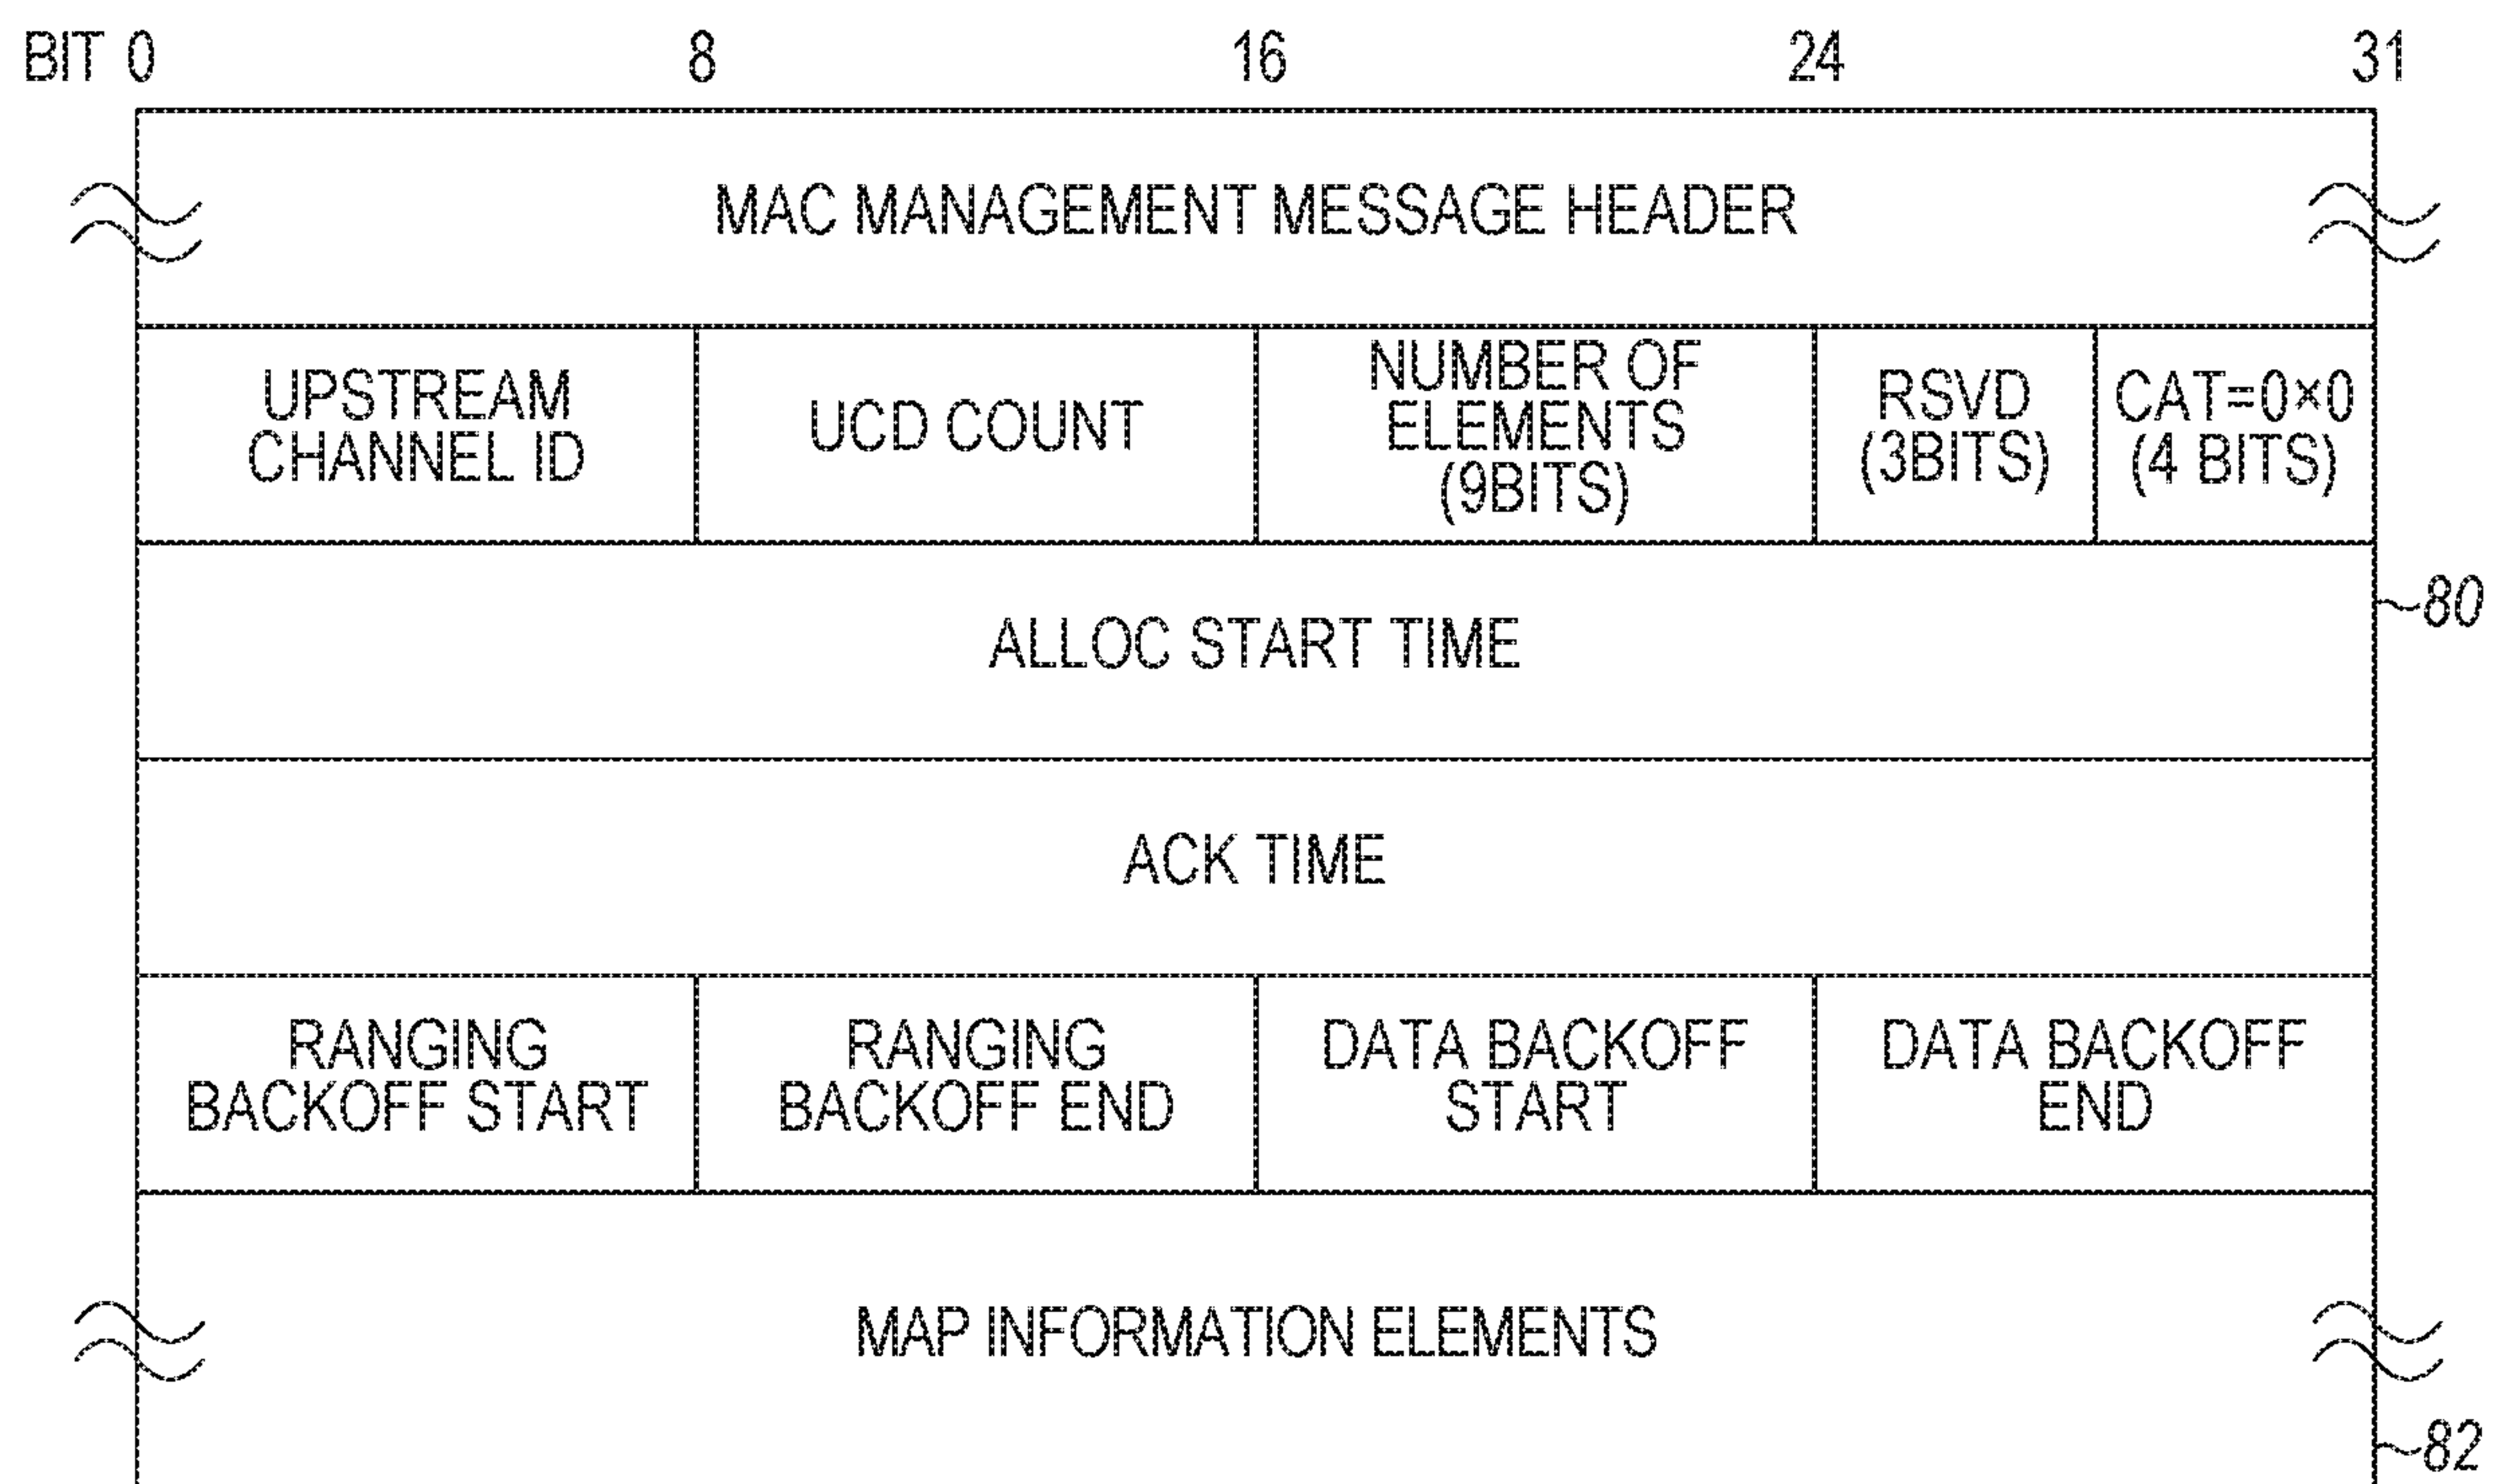 BIT 0 8 16 24 31
MAC MANAGEMENT MESSAGE HEADER
UPSTREAM
CHANNEL ID
UCD COUNT
NUMBER OF
ELEMENTS
(9BITS)
RSVD
(3BITS)
CAT=0×0
(4 BITS)
80
ALLOC START TIME
ACK TIME
RANGING
BACKOFF START
RANGING
BACKOFF END
DATA BACKOFF
START
DATA BACKOFF
END
MAP INFORMATION ELEMENTS
82